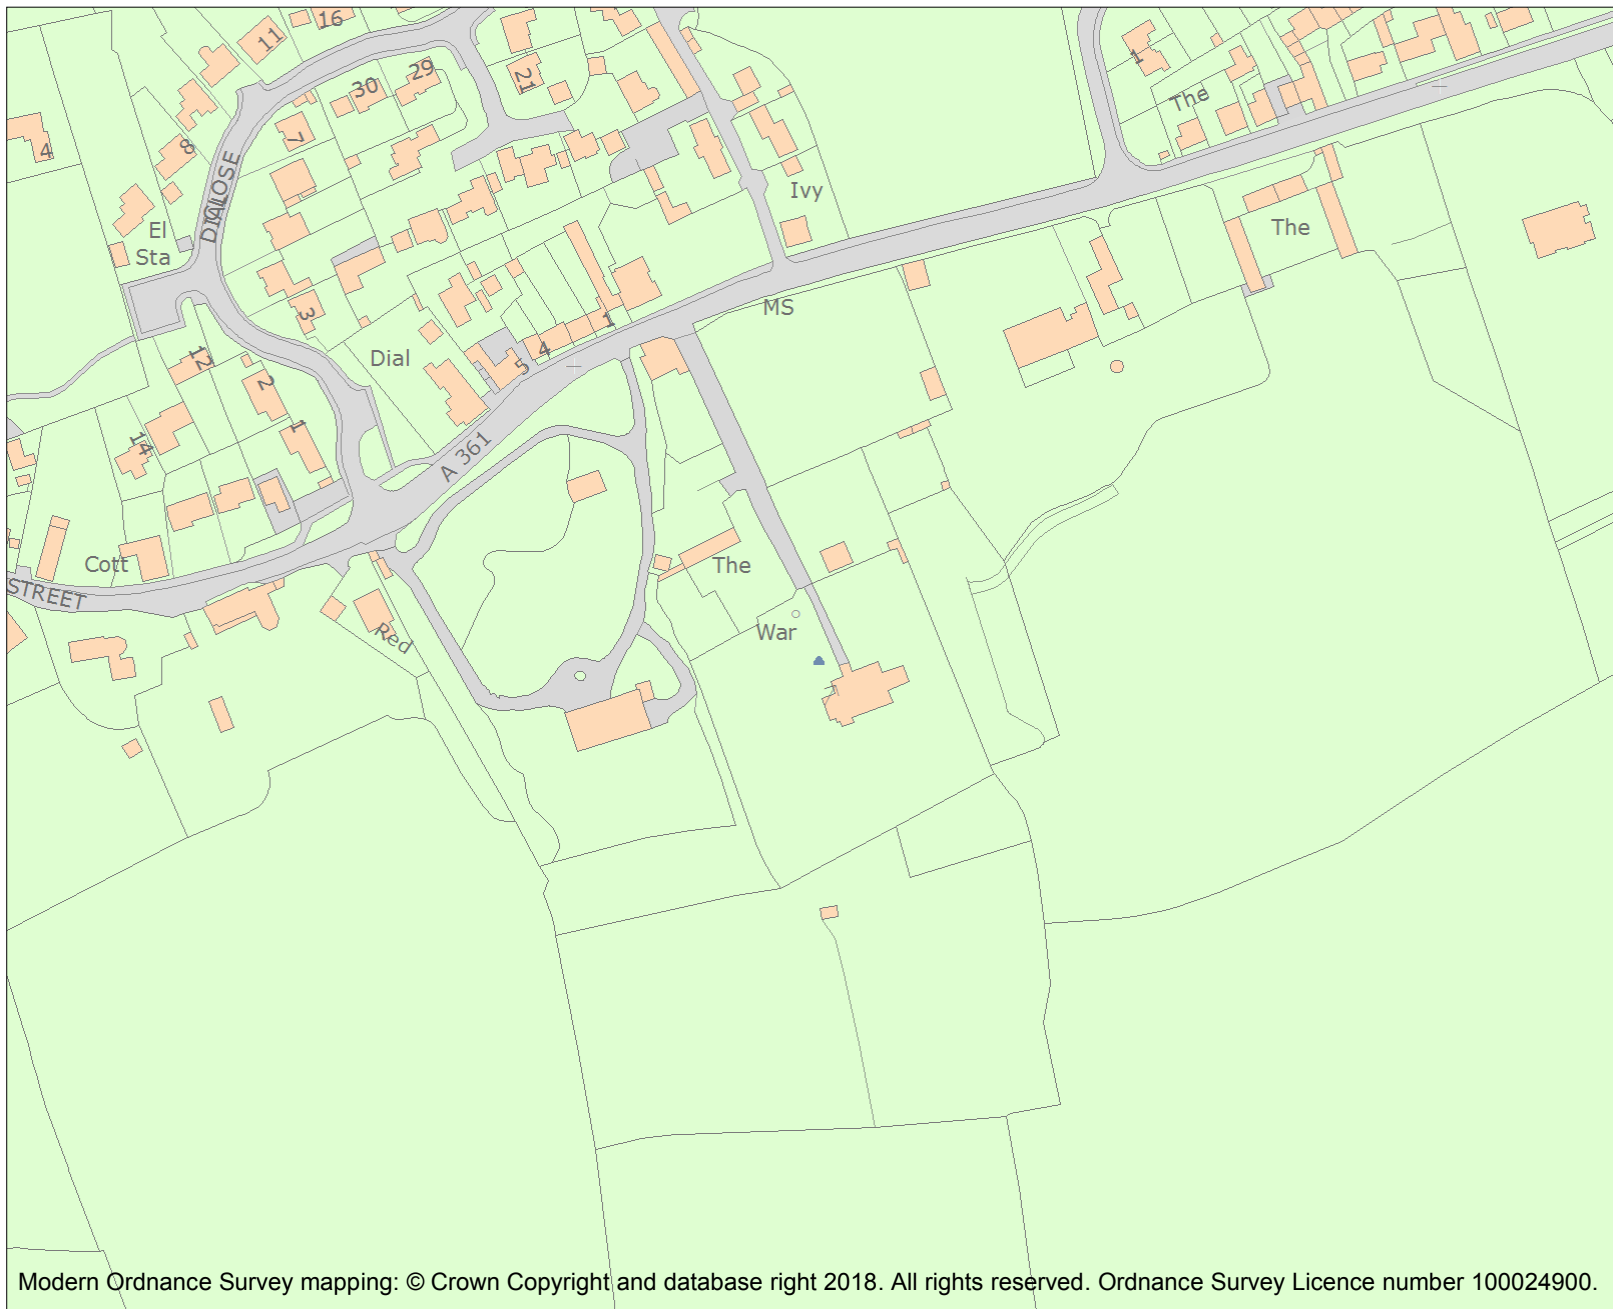 16
11
29
30
21
1
The
7
4
8
DIAL
CLOSE
Ivy
El
Sta
The
3
MS
1
4
5
Dial
12
2
1
14
A 361
Cott
The
STREET
Red
War
Modern Ordnance Survey mapping: © Crown Copyright and database right 2018. All rights reserved. Ordnance Survey Licence number 100024900.